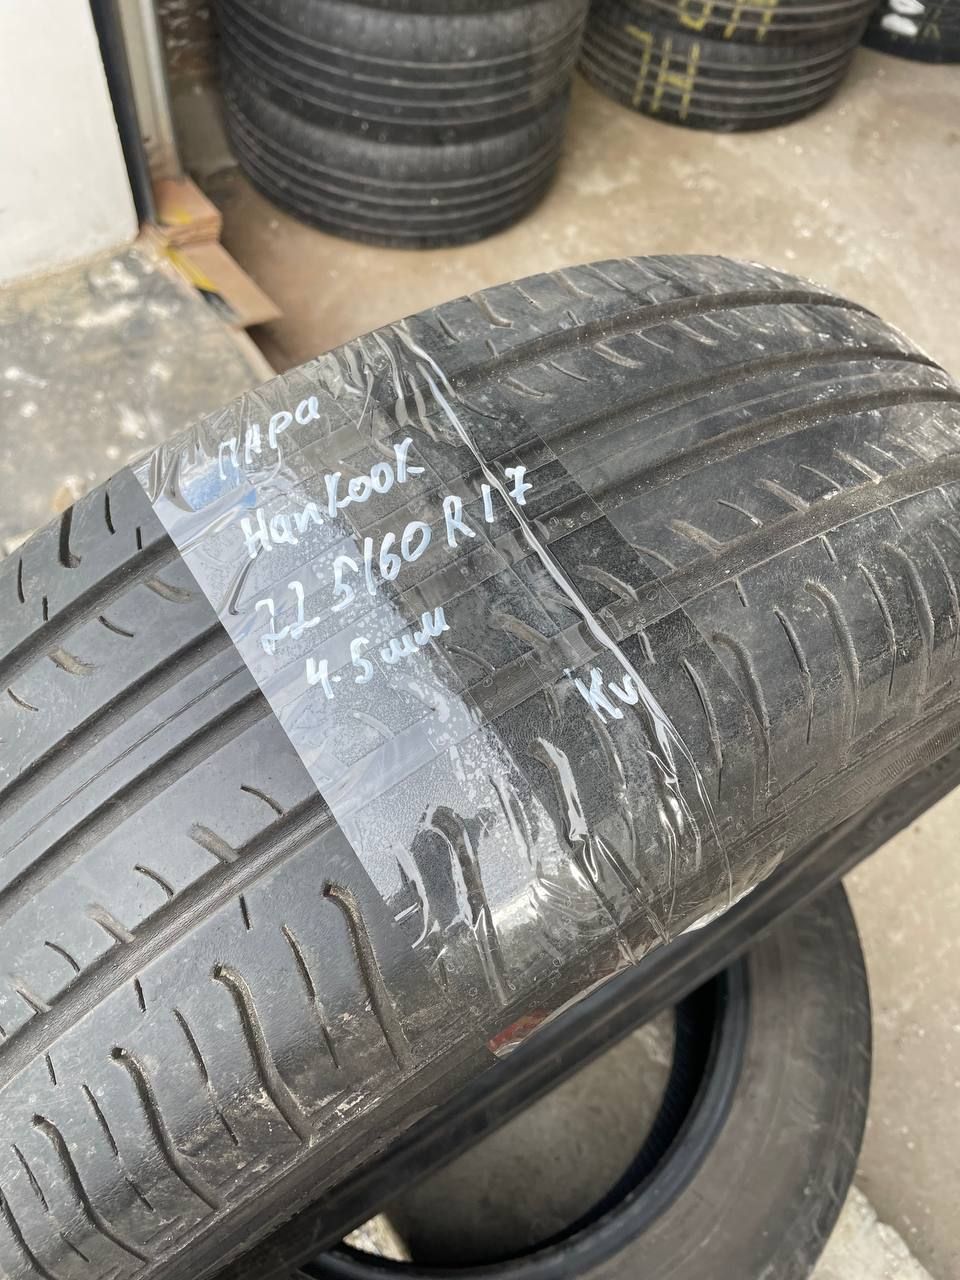 ПАРа
Hankook
225/60 R17
4.5мм
Kv